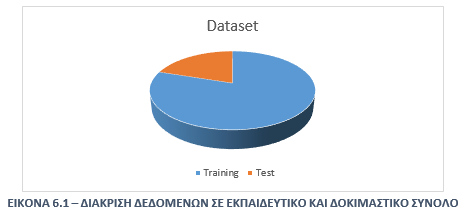 Dataset
Training Test
ΕΙΚΟΝΑ 6.1 – ΔΙΑΚΡΙΣΗ ΔΕΔΟΜΕΝΩΝ ΣΕ ΕΚΠΑΙΔΕΥΤΙΚΟ ΚΑΙ ΔΟΚΙΜΑΣΤΙΚΟ ΣΥΝΟΛΟ